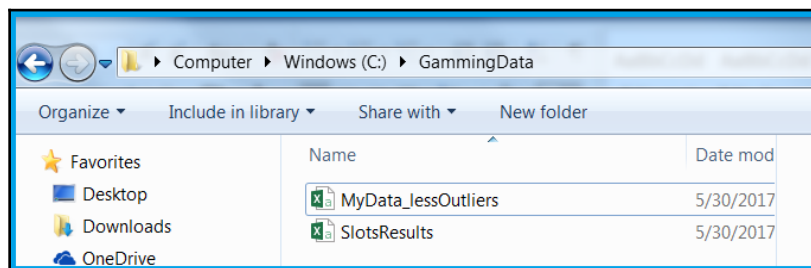 Computer Windows (C:) GammingData
Organize Include in library Share with New folder
Favorites Name Date mod
Desktop MyData_lessOutliers 5/30/2017
Downloads SlotsResults 5/30/2017
OneDrive